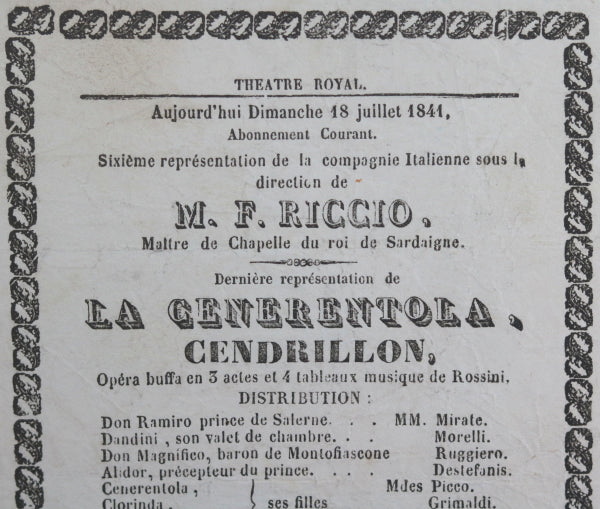 THEATRE ROYAL.
Aujourd'hui Dimanche 18 juillet 1841,
Abonnement Courant.
Sixième représentation de la compagnie Italienne sous la
direction de
M. F. RICCIO,
Maître de Chapelle du roi de Sardaigne.
Dernière représentation de
LA GENERENTOLA,
CENDRILLON,
Opéra buffa en 3 actes et 4 tableaux musique de Rossini,
DISTRIBUTION :
Don Ramiro prince de Salerne. . . MM. Mirate.
Dandini, son valet de chambre. . . Morelli.
Don Magnifico, baron de Montofiascone Ruggiero.
Alidor, précepteur du prince. . . . Destefanis.
Cenerentola, Mdes Picco.
Clorinda, ses filles Grimaldi.